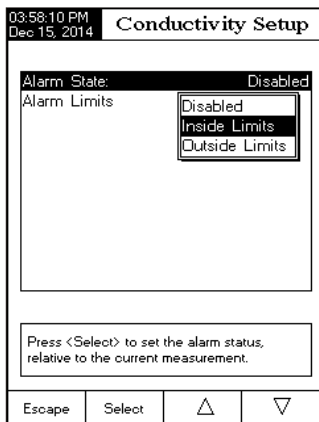 03:58:10 PM
Dec 15, 2014
Conductivity Setup
Alarm State: Disabled
Alarm Limits
Disabled
Inside Limits
Outside Limits
Press <Select> to set the alarm status,
relative to the current measurement.
Escape Select △ ▽